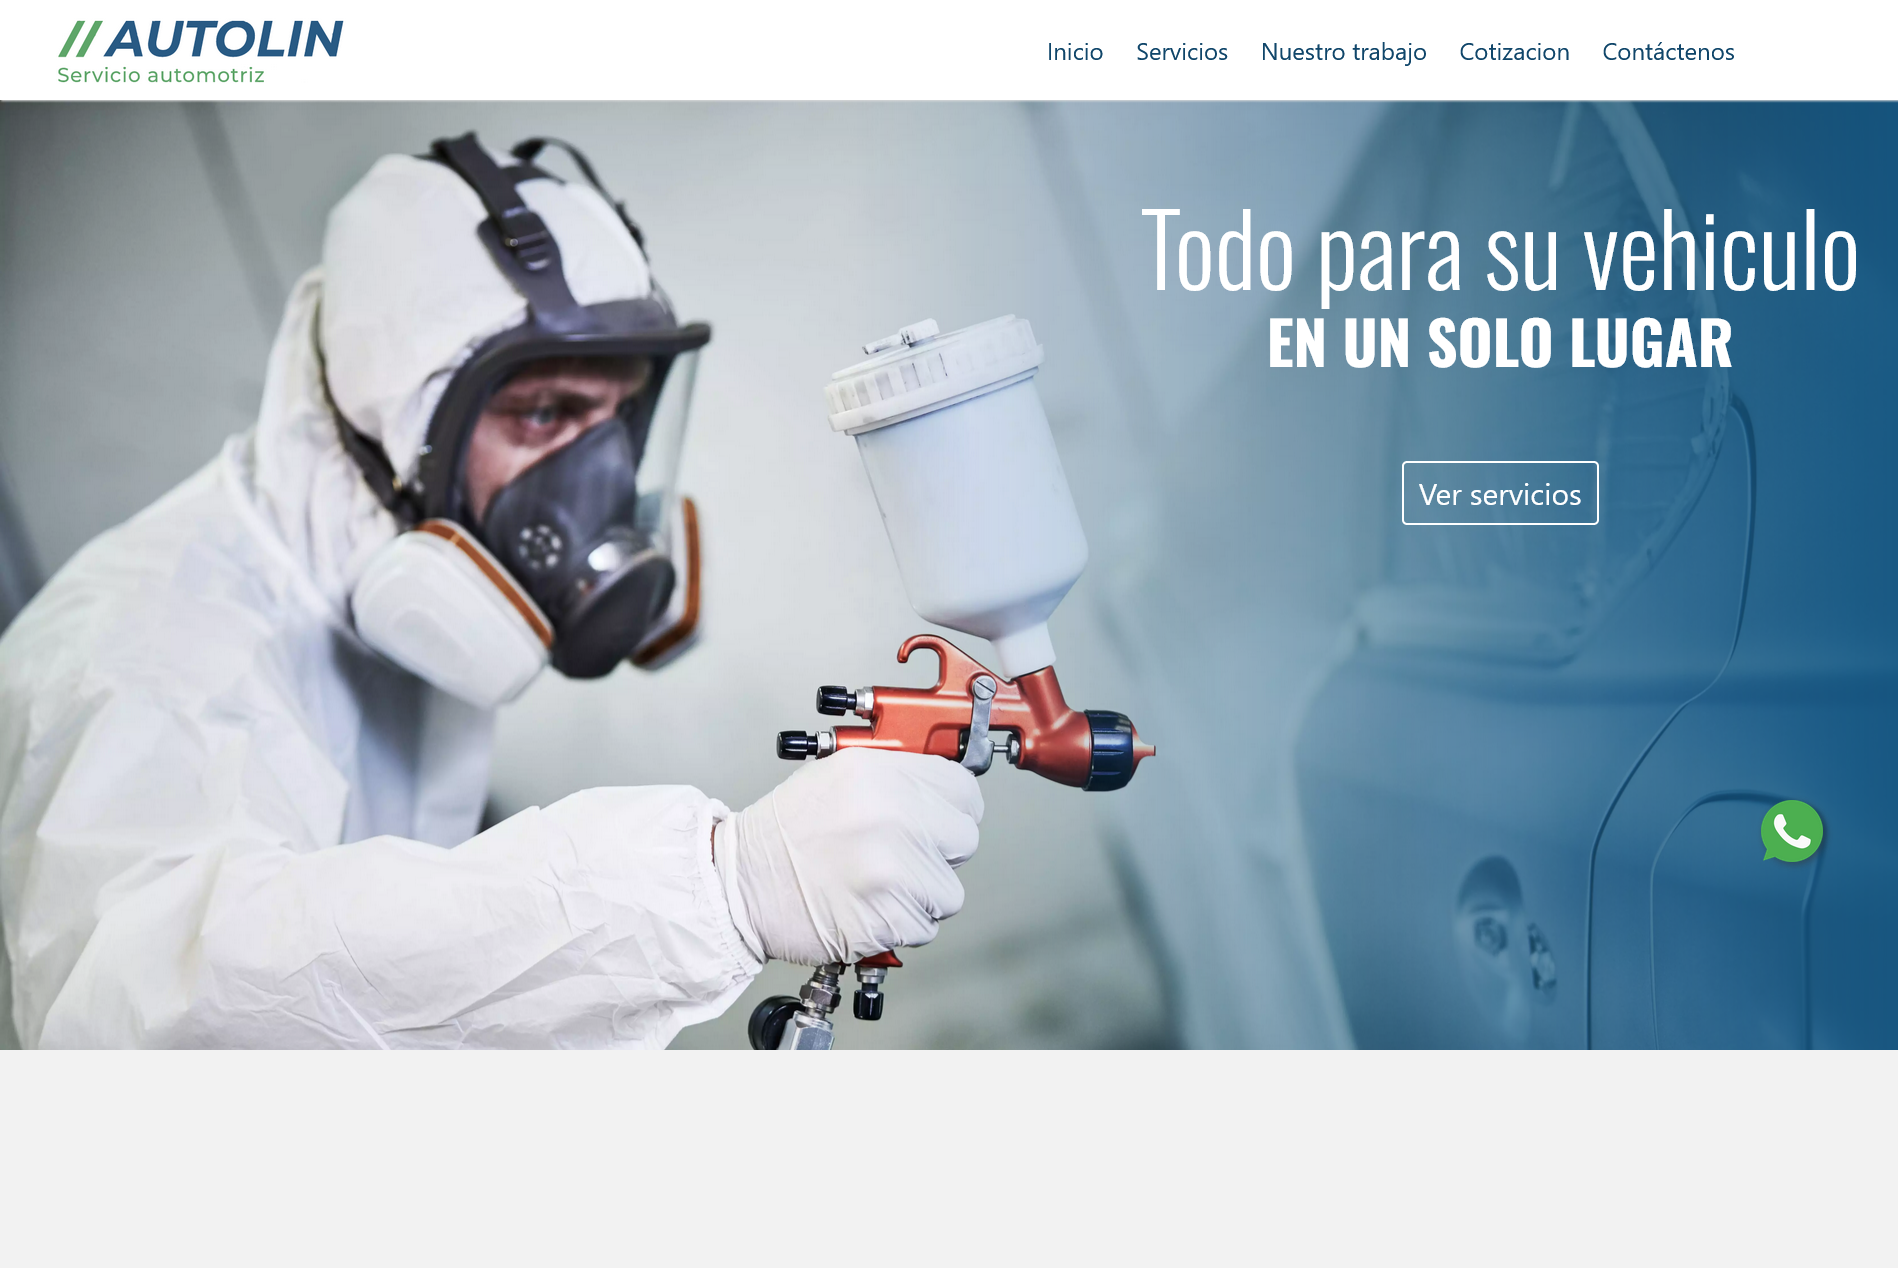 //AUTOLIN
Servicio automotriz
Inicio Servicios Nuestro trabajo Cotizacion Contáctenos
Todo para su vehiculo
EN UN SOLO LUGAR
Ver servicios